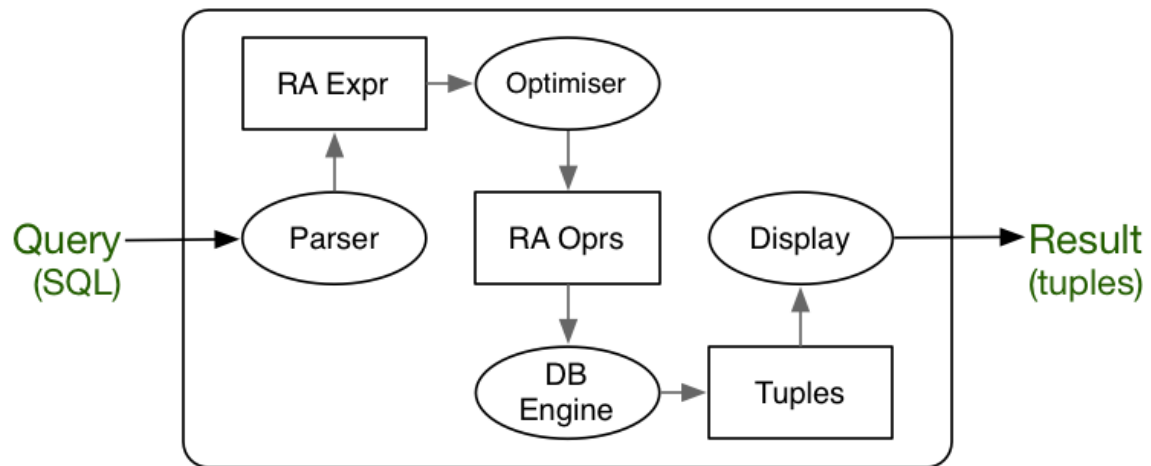 Query
(SQL)
Parser
RA Expr
Optimiser
RA Oprs
DB
Engine
Tuples
Display
Result
(tuples)